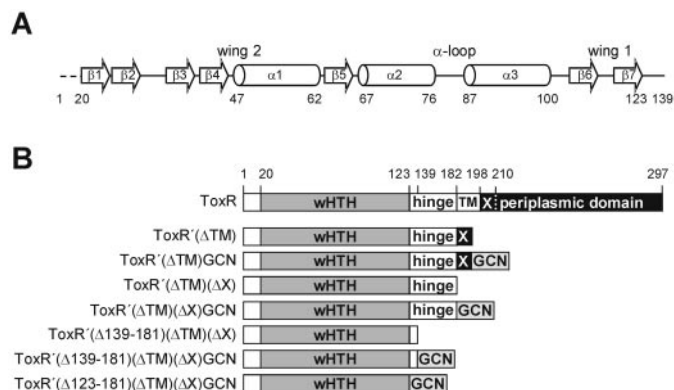 A
wing 2 α-loop wing 1
β1 β2 β3 β4 α1 β5 α2 α3 β6 β7
1 20 47 62 67 76 87 100 123 139
B
1 20 123 139 182 198 210 297
ToxR wHTH hinge TM X periplasmic domain
ToxR´(ΔTM) wHTH hinge X
ToxR´(ΔTM)GCN wHTH hinge X GCN
ToxR´(ΔTM)(ΔX) wHTH hinge
ToxR´(ΔTM)(ΔX)GCN wHTH hinge GCN
ToxR´(Δ139-181)(ΔTM)(ΔX) wHTH
ToxR´(Δ139-181)(ΔTM)(ΔX)GCN wHTH GCN
ToxR´(Δ123-181)(ΔTM)(ΔX)GCN wHTH GCN